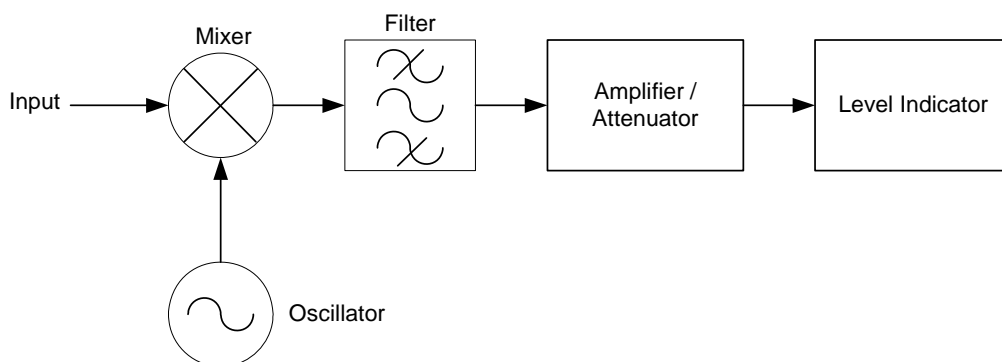 Mixer
Filter
Input
Amplifier /
Attenuator
Level Indicator
Oscillator